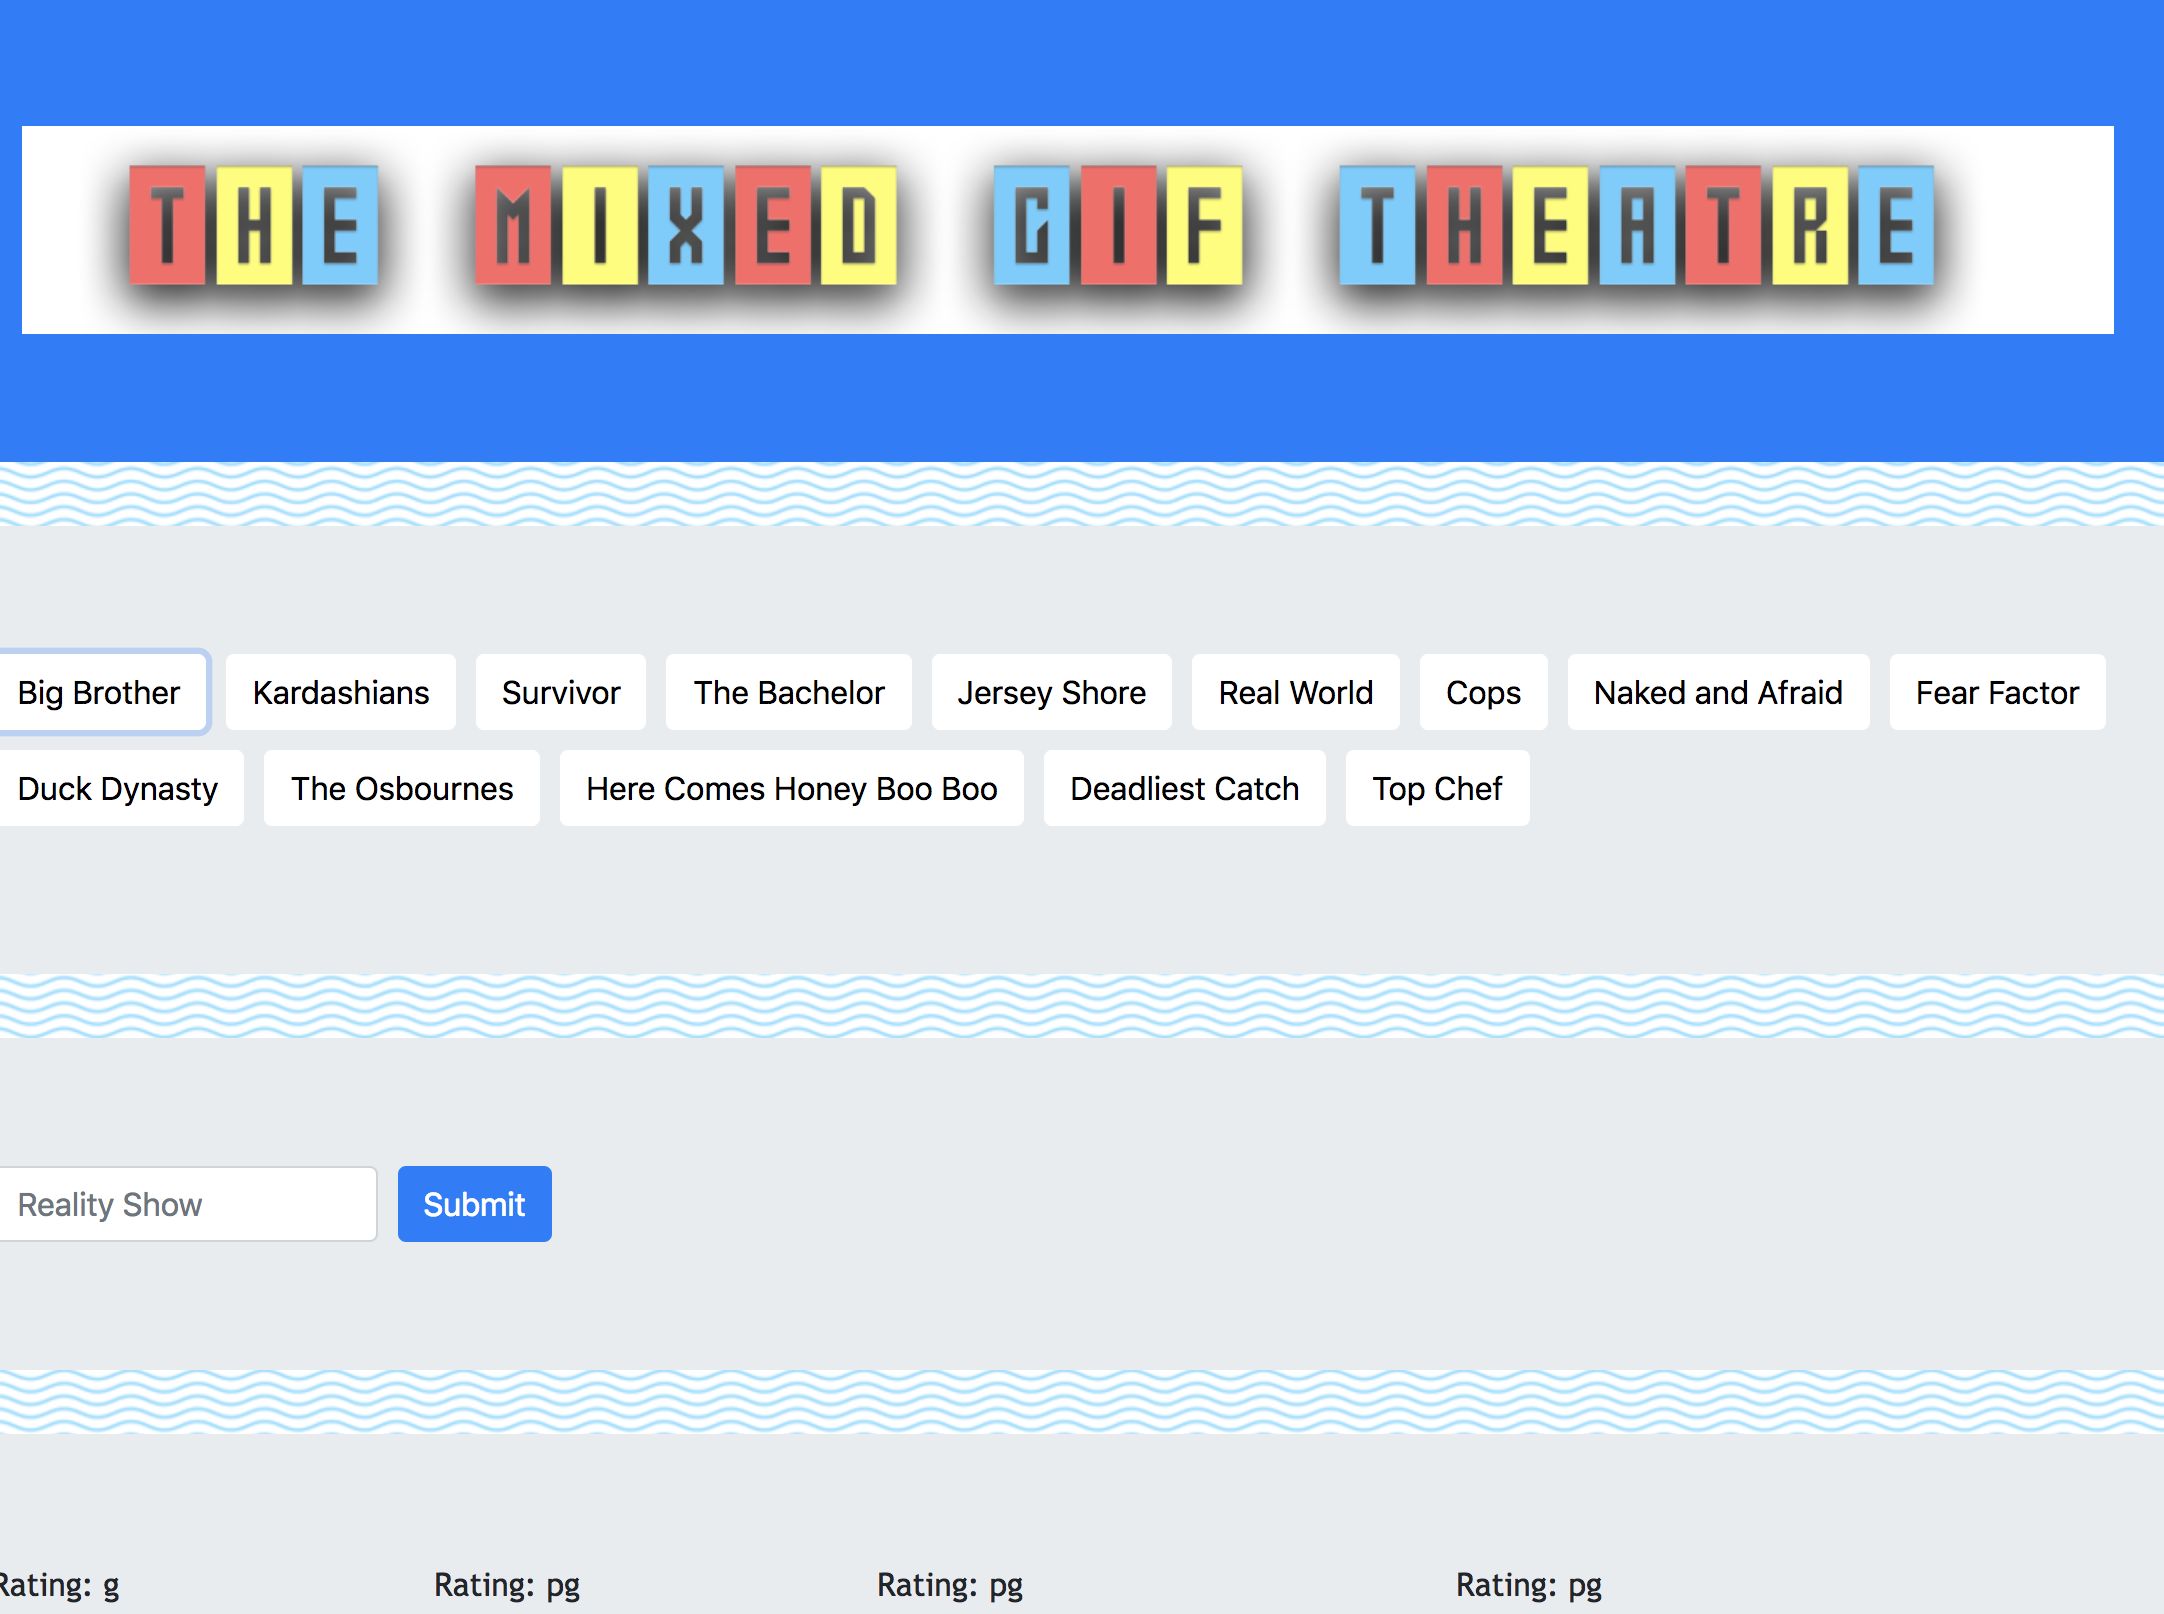 THE MIXED GIF THEATRE
Big Brother Kardashians Survivor The Bachelor Jersey Shore Real World Cops Naked and Afraid Fear Factor
Duck Dynasty The Osbournes Here Comes Honey Boo Boo Deadliest Catch Top Chef
Reality Show Submit
Rating: g Rating: pg Rating: pg Rating: pg